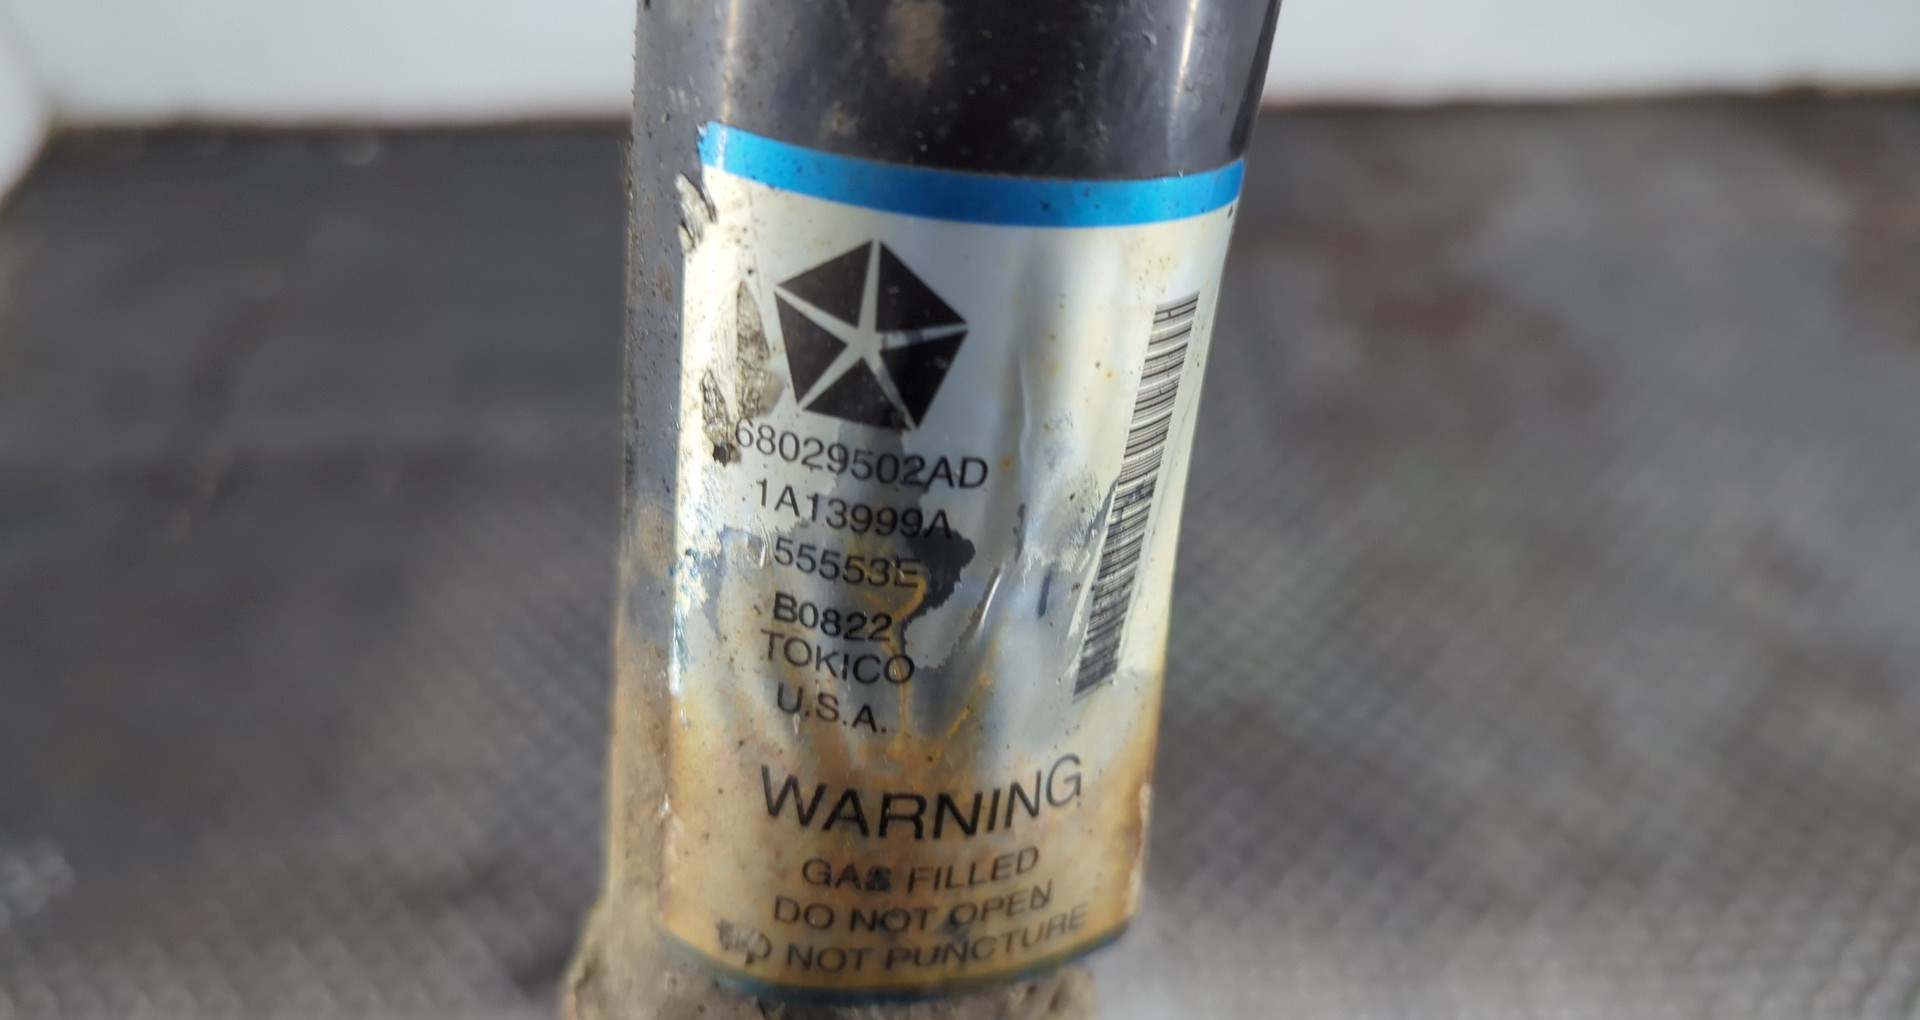 68029502AD
1A13999A
55553E
B0822
TOKICO
U.S.A.
WARNING
GAS FILLED
DO NOT OPEN
DO NOT PUNCTURE